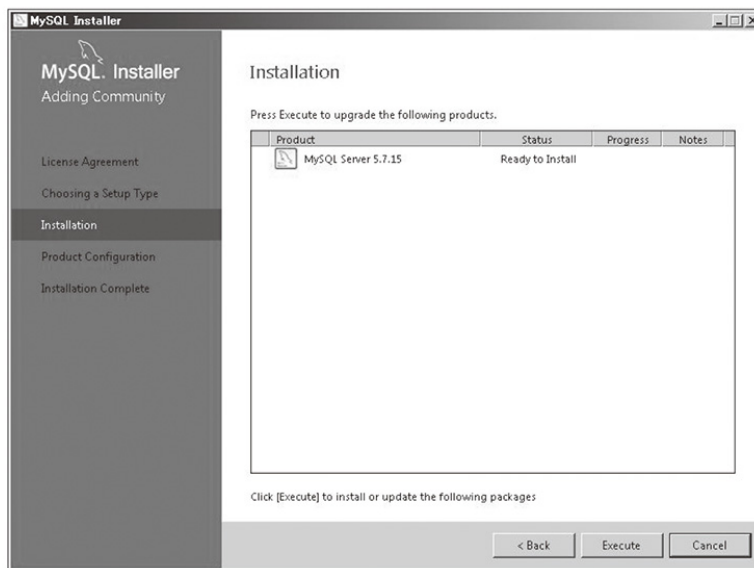 MySQL Installer
MySQL. Installer
Adding Community
License Agreement
Choosing a Setup Type
Installation
Product Configuration
Installation Complete
Installation
Press Execute to upgrade the following products.
Product Status Progress Notes
MySQL Server 5.7.15 Ready to Install
Click [Execute] to install or update the following packages
< Back Execute Cancel